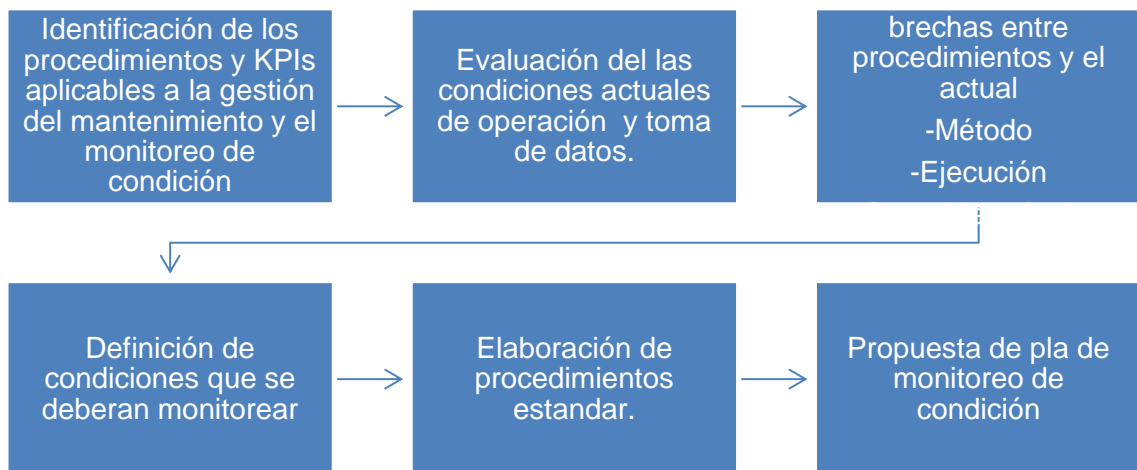 Identificación de los
procedimientos y KPIs
aplicables a la gestión
del mantenimiento y el
monitoreo de
condición
Evaluación del las
condiciones actuales
de operación y toma
de datos.
brechas entre
procedimientos y el
actual
-Método
-Ejecución
Definición de
condiciones que se
deberan monitorear
Elaboración de
procedimientos
estandar.
Propuesta de pla de
monitoreo de
condición